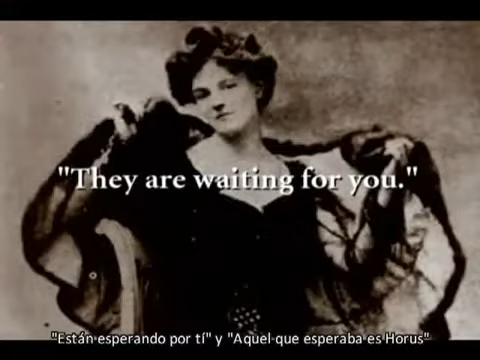 "They are waiting for you."
"Están esperando por tí" y "Aquel que esperaba es Horus"